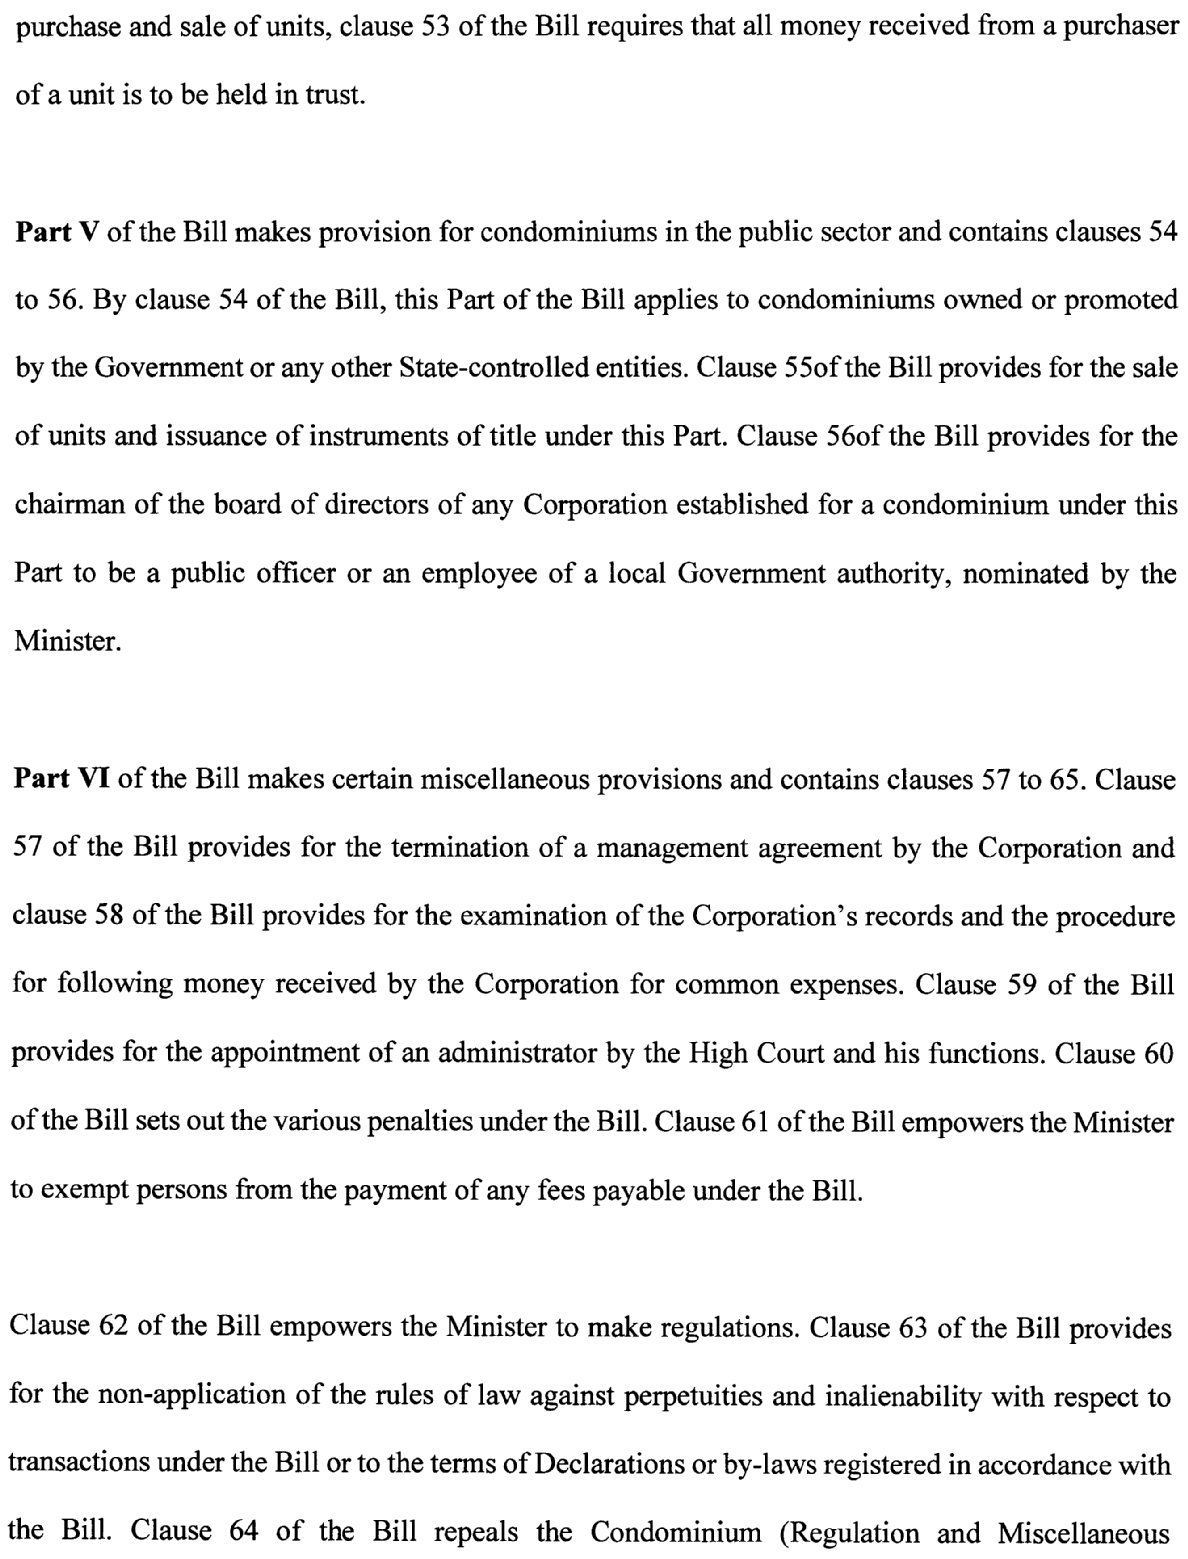 purchase and sale of units, clause 53 of the Bill requires that all money received from a purchaser
of a unit is to be held in trust.
Part V of the Bill makes provision for condominiums in the public sector and contains clauses 54
to 56. By clause 54 of the Bill, this Part of the Bill applies to condominiums owned or promoted
by the Government or any other State-controlled entities. Clause 55of the Bill provides for the sale
of units and issuance of instruments of title under this Part. Clause 56of the Bill provides for the
chairman of the board of directors of any Corporation established for a condominium under this
Part to be a public officer or an employee of a local Government authority, nominated by the
Minister.
Part VI of the Bill makes certain miscellaneous provisions and contains clauses 57 to 65. Clause
57 of the Bill provides for the termination of a management agreement by the Corporation and
clause 58 of the Bill provides for the examination of the Corporation's records and the procedure
for following money received by the Corporation for common expenses. Clause 59 of the Bill
provides for the appointment of an administrator by the High Court and his functions. Clause 60
of the Bill sets out the various penalties under the Bill. Clause 61 of the Bill empowers the Minister
to exempt persons from the payment of any fees payable under the Bill.
Clause 62 of the Bill empowers the Minister to make regulations. Clause 63 of the Bill provides
for the non-application of the rules of law against perpetuities and inalienability with respect to
transactions under the Bill or to the terms of Declarations or by-laws registered in accordance with
the Bill. Clause 64 of the Bill repeals the Condominium (Regulation and Miscellaneous